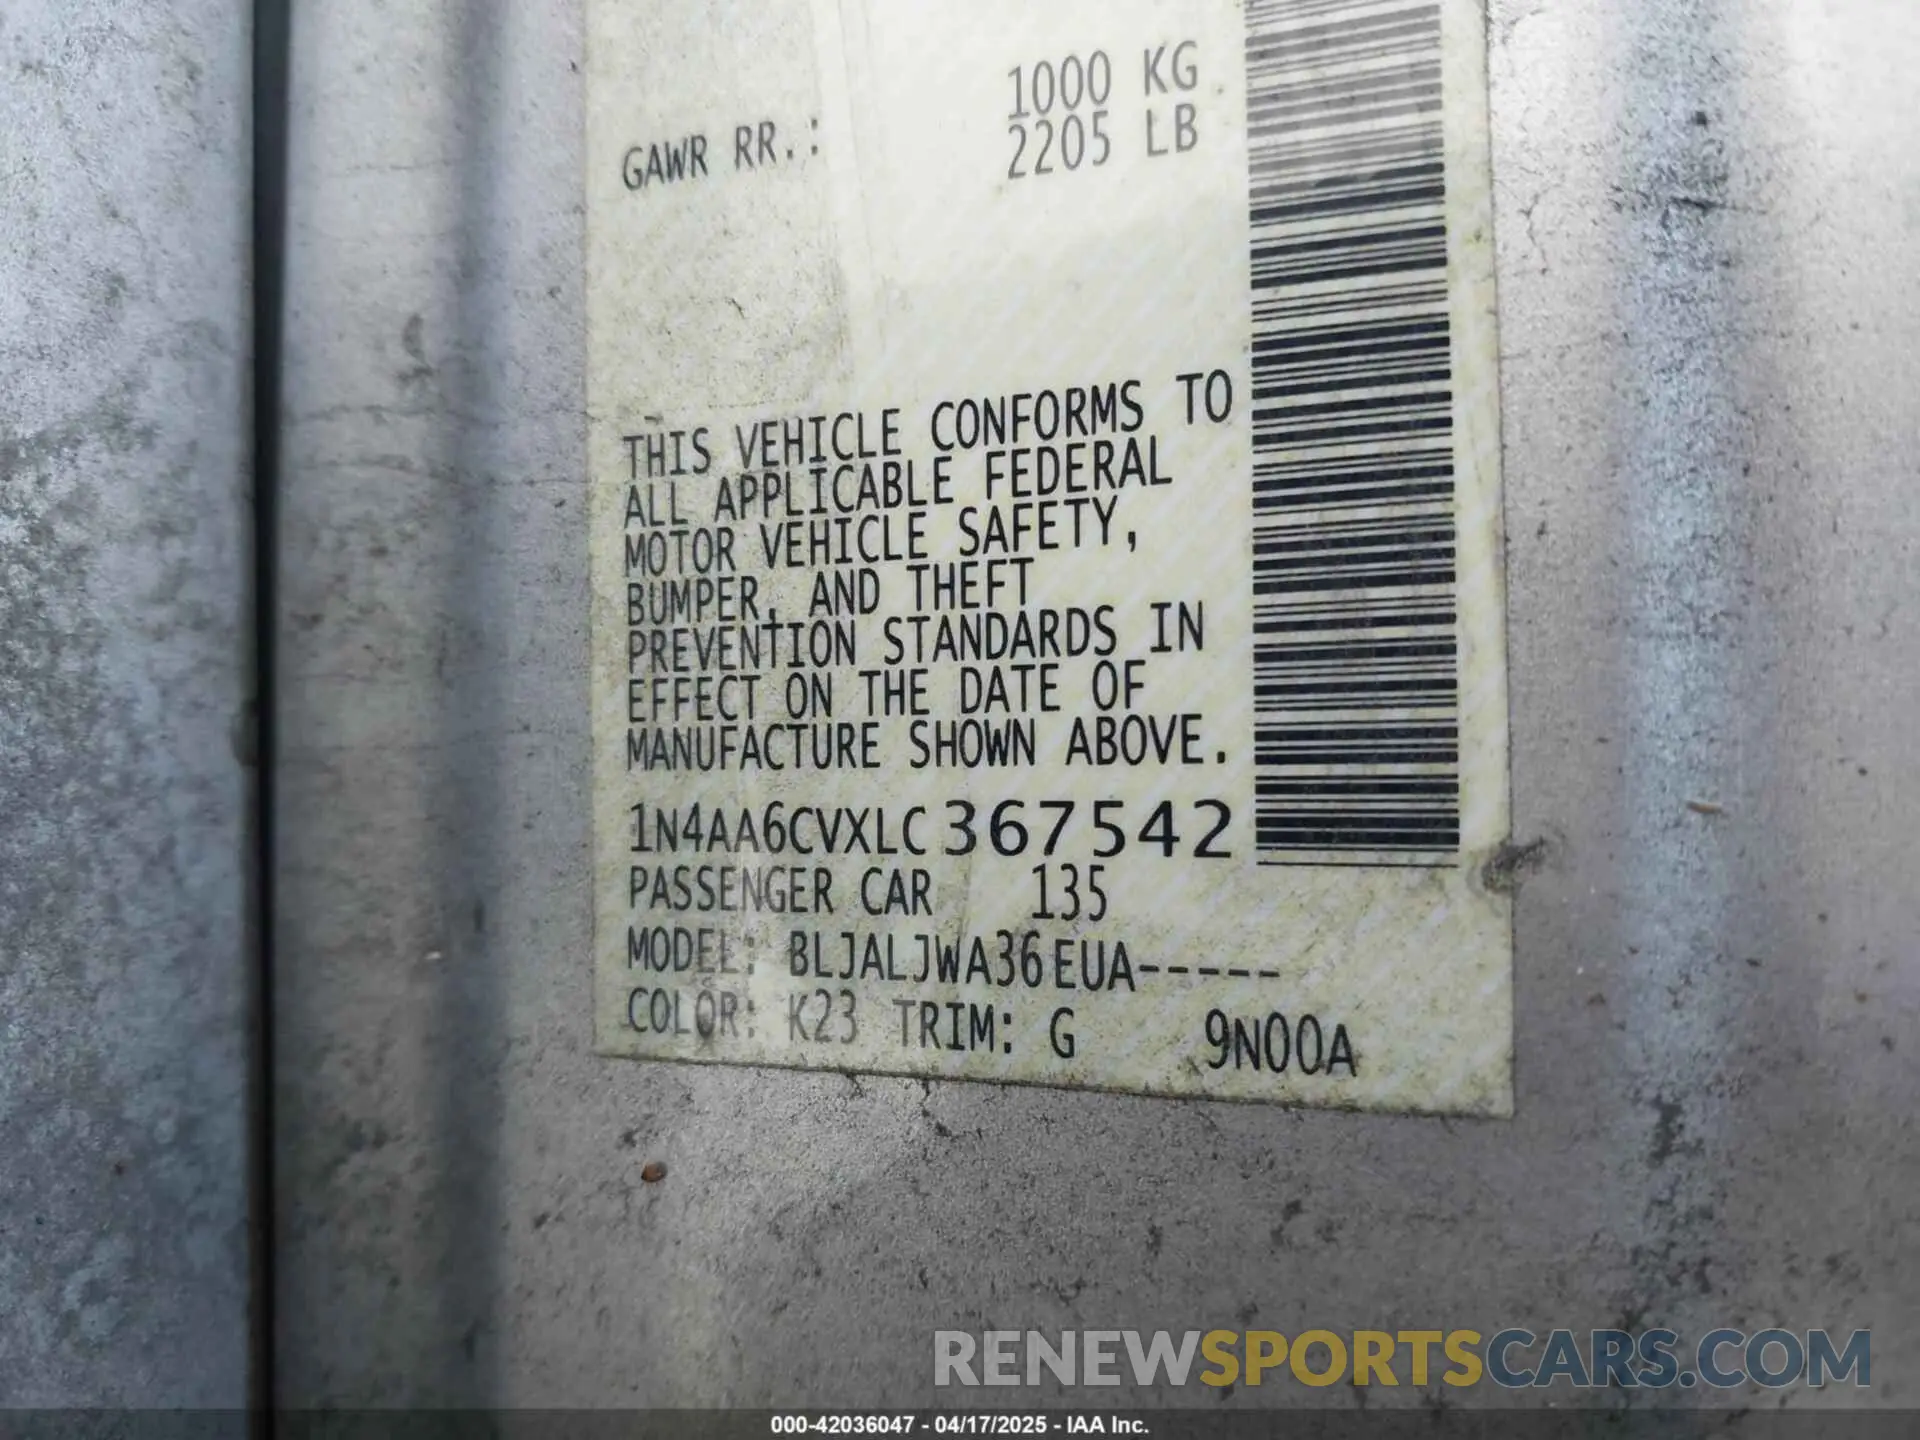 1000 KG
GAWR RR.: 2205 LB
THIS VEHICLE CONFORMS TO
ALL APPLICABLE FEDERAL
MOTOR VEHICLE SAFETY,
BUMPER, AND THEFT
PREVENTION STANDARDS IN
EFFECT ON THE DATE OF
MANUFACTURE SHOWN ABOVE.
1N4AA6CVXLC367542
PASSENGER CAR 135
MODEL: BLJALJWA36EUA-----
COLOR: K23 TRIM: G 9N00A
RENEWSPORTSCARS.COM
000-42036047 - 04/17/2025 - IAA Inc.